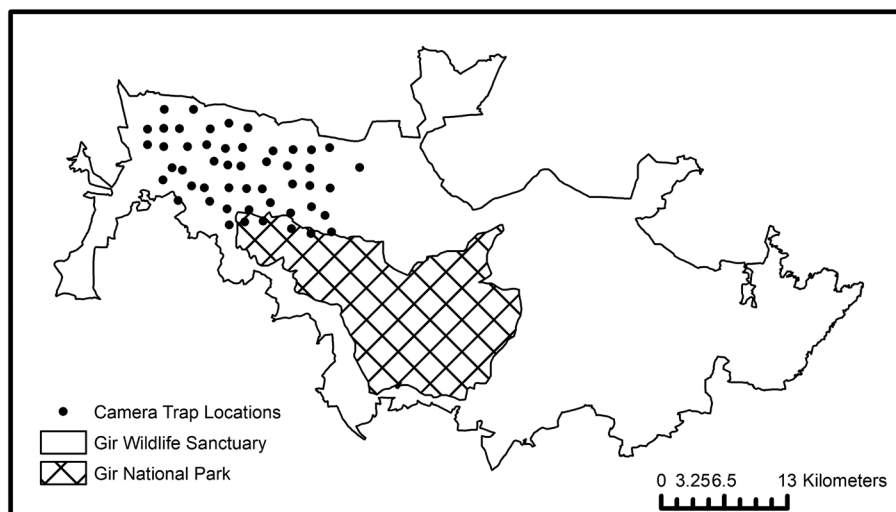 Camera Trap Locations
Gir Wildlife Sanctuary
Gir National Park
0 3.256.5 13 Kilometers